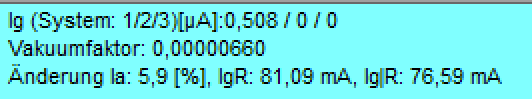 Ig (System: 1/2/3)[µA]:0,508 / 0 / 0
Vakuumfaktor: 0,00000660
Änderung Ia: 5,9 [%], IgR: 81,09 mA, Ig|R: 76,59 mA